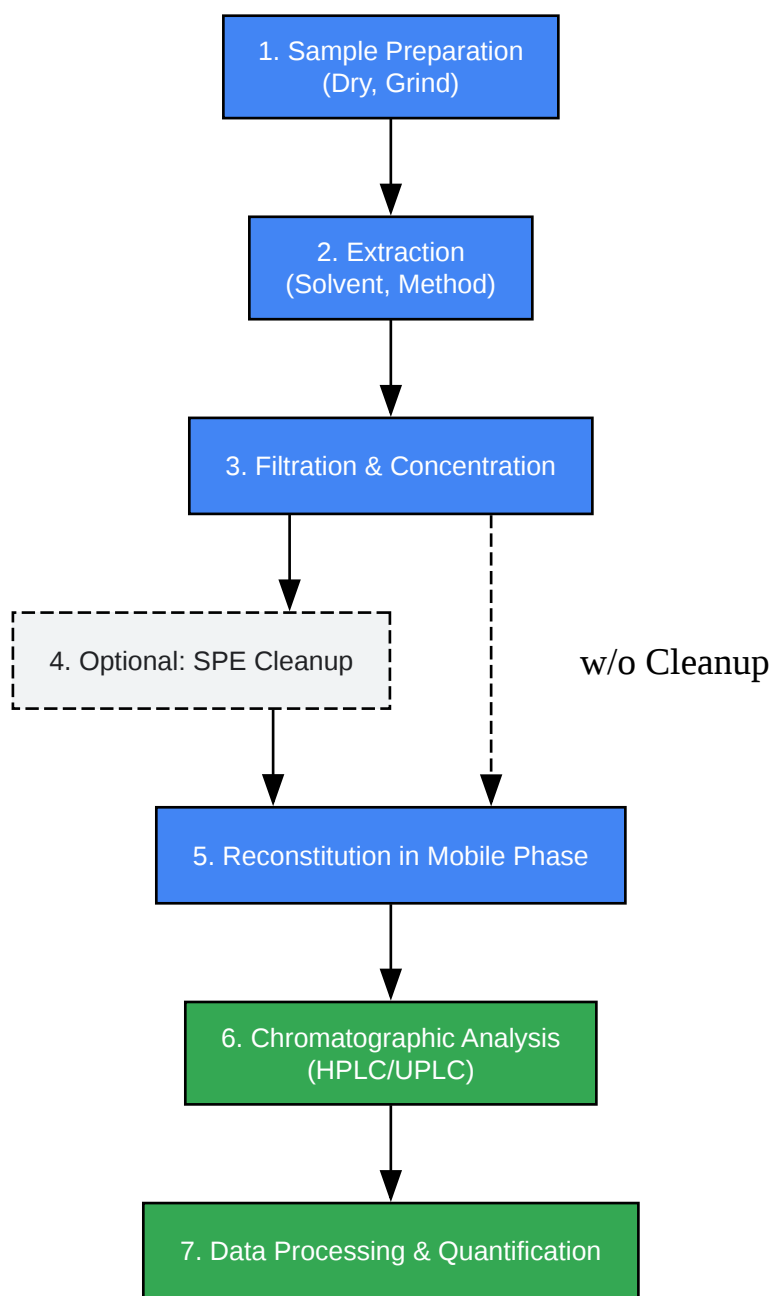 1. Sample Preparation
(Dry, Grind)
2. Extraction
(Solvent, Method)
3. Filtration & Concentration
4. Optional: SPE Cleanup
w/o Cleanup
5. Reconstitution in Mobile Phase
6. Chromatographic Analysis
(HPLC/UPLC)
7. Data Processing & Quantification